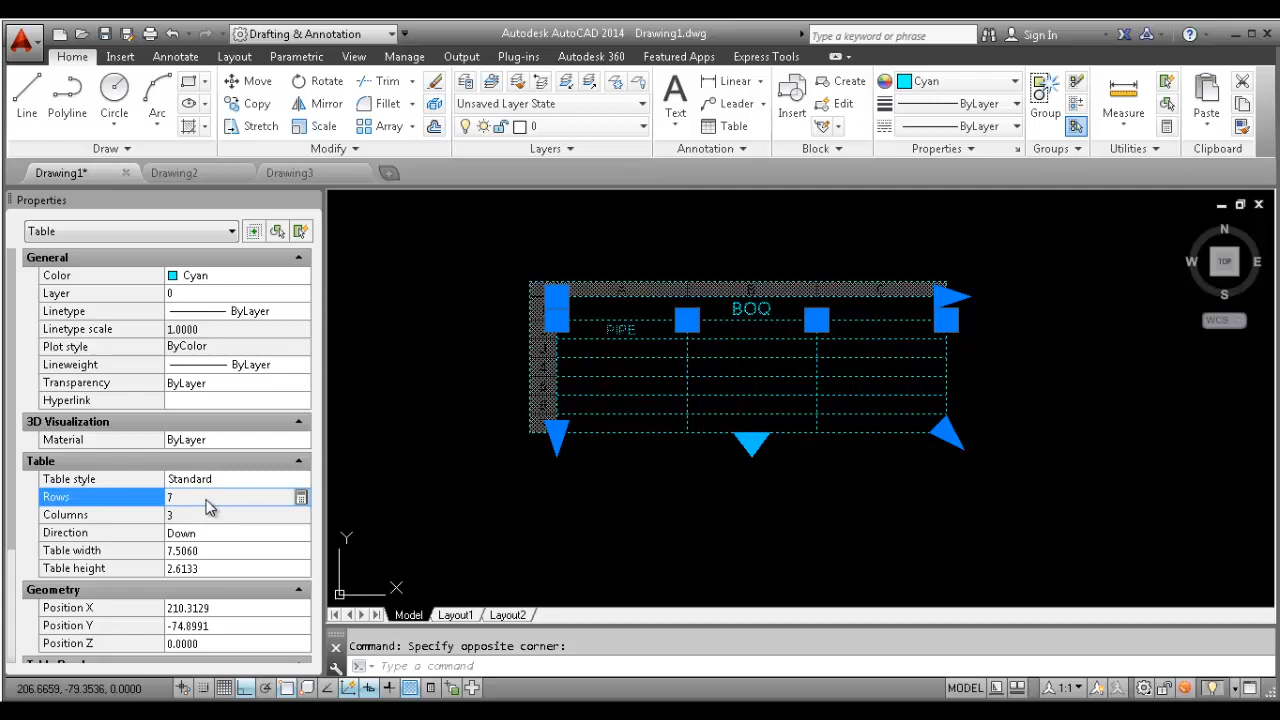 Drafting & Annotation
Autodesk AutoCAD 2014 Drawing1.dwg
Type a keyword or phrase
Sign In
Home Insert Annotate Layout Parametric View Manage Output Plug-ins Autodesk 360 Featured Apps Express Tools
Line
Polyline
Circle
Arc
Draw
Move
Rotate
Trim
Copy
Mirror
Fillet
Stretch
Scale
Array
Modify
Unsaved Layer State
0
Layers
Text
Linear
Leader
Table
Annotation
Insert
Create
Edit
Block
Cyan
ByLayer
ByLayer
Properties
Group
Groups
Measure
Utilities
Paste
Clipboard
Drawing1*
Drawing2
Drawing3
Properties
Table
General
Color Cyan
Layer 0
Linetype ByLayer
Linetype scale 1.0000
Plot style ByColor
Lineweight ByLayer
Transparency ByLayer
Hyperlink
3D Visualization
Material ByLayer
Table
Table style Standard
Rows 7
Columns 3
Direction Down
Table width 7.5060
Table height 2.6133
Geometry
Position X 210.3129
Position Y -74.8991
Position Z 0.0000
BOQ
PIPE
N
W TOP E
S
WCS
Y
X
Model Layout1 Layout2
Command: Specify opposite corner:
Type a command
206.6659, -79.3536, 0.0000
MODEL
1:1